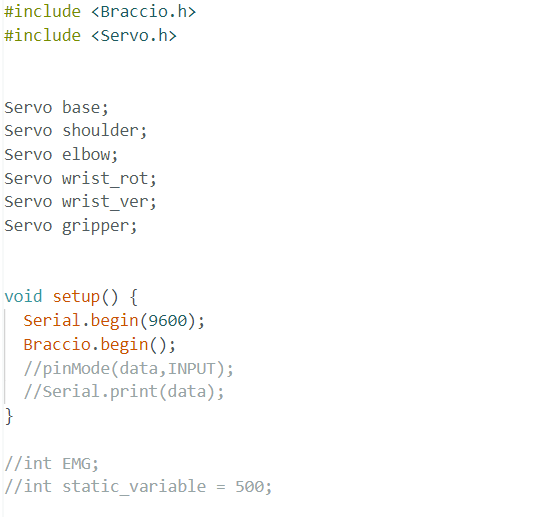 #include <Braccio.h>
#include <Servo.h>
Servo base;
Servo shoulder;
Servo elbow;
Servo wrist_rot;
Servo wrist_ver;
Servo gripper;
void setup() {
Serial.begin(9600);
Braccio.begin();
//pinMode(data,INPUT);
//Serial.print(data);
}
//int EMG;
//int static_variable = 500;